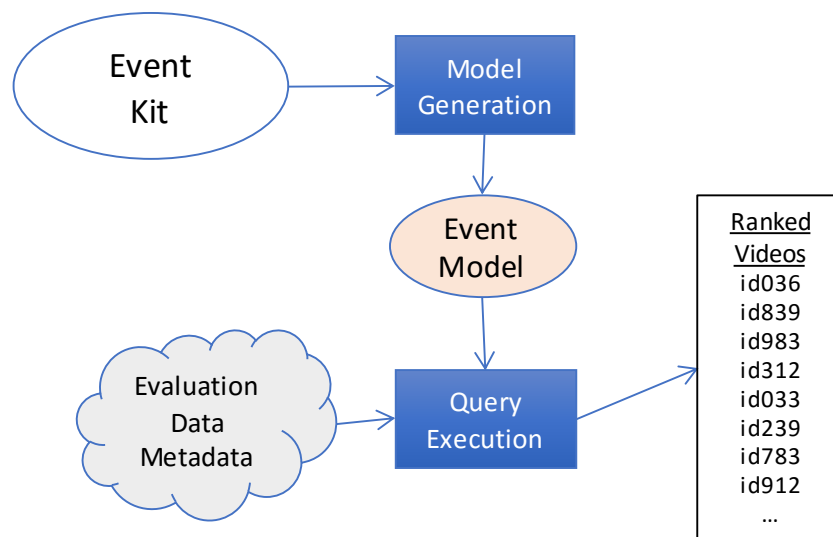 Event
Kit
Model
Generation
Event
Model
Evaluation
Data
Metadata
Query
Execution
Ranked
Videos
id036
id839
id983
id312
id033
id239
id783
id912
…